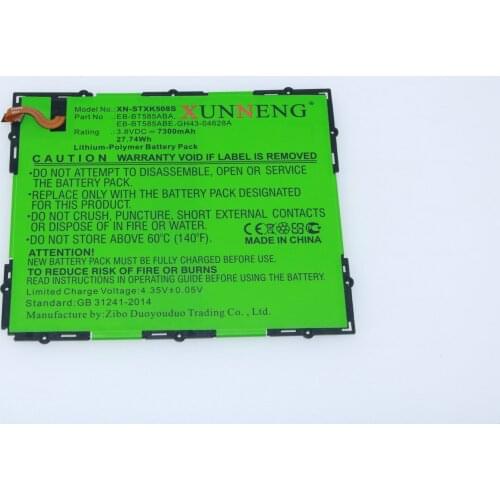 Model No: XN-STXK508S
Part No : EB-BT585ABA,
EB-BT585ABE,GH43-04628A
Rating : 3.8VDC 7300mAh
27.74Wh
XUNNENG
Lithium-Polymer Battery Pack
CAUTION WARRANTY VOID IF LABEL IS REMOVED
•DO NOT ATTEMPT TO DISASSEMBLE, OPEN OR SERVICE
THE BATTERY PACK.
•REPLACE ONLY WITH THE BATTERY PACK DESIGNATED
FOR THIS PRODUCT.
•DO NOT CRUSH, PUNCTURE, SHORT EXTERNAL CONTACTS
OR DISPOSE OF IN FIRE OR WATER.
•DO NOT STORE ABOVE 60℃ (140℉).
CE
MADE IN CHINA
NEW BATTERY PACK MUST BE CHARGED BEFORE USE.
TO REDUCE RISK OF FIRE OR BURNS
READ INSTRUCTIONS IN OPERATING GUIDE BEFORE USING BATTERY.
Limited Charge Voltage:4.35V±0.05V
Standard:GB 31241-2014
Manufacture by:Zibo Duoyouduo Trading Co., Ltd.